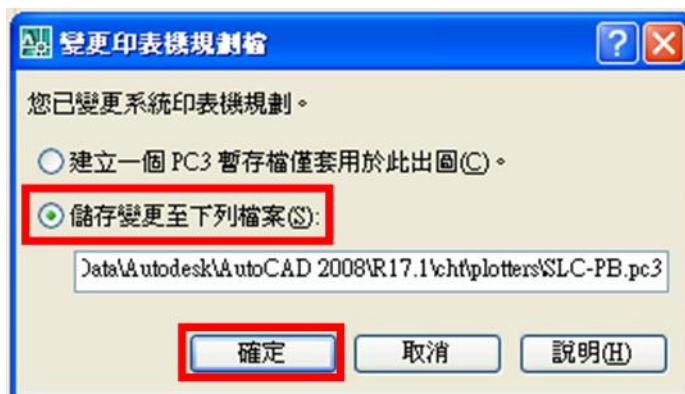 變更印表機規劃檔
您已變更系統印表機規劃。
建立一個 PC3 暫存檔僅套用於此出圖(C)。
儲存變更至下列檔案(S):
Data\Autodesk\AutoCAD 2008\R17.1\cht\plotters\SLC-PB.pc3
確定 取消 說明(H)